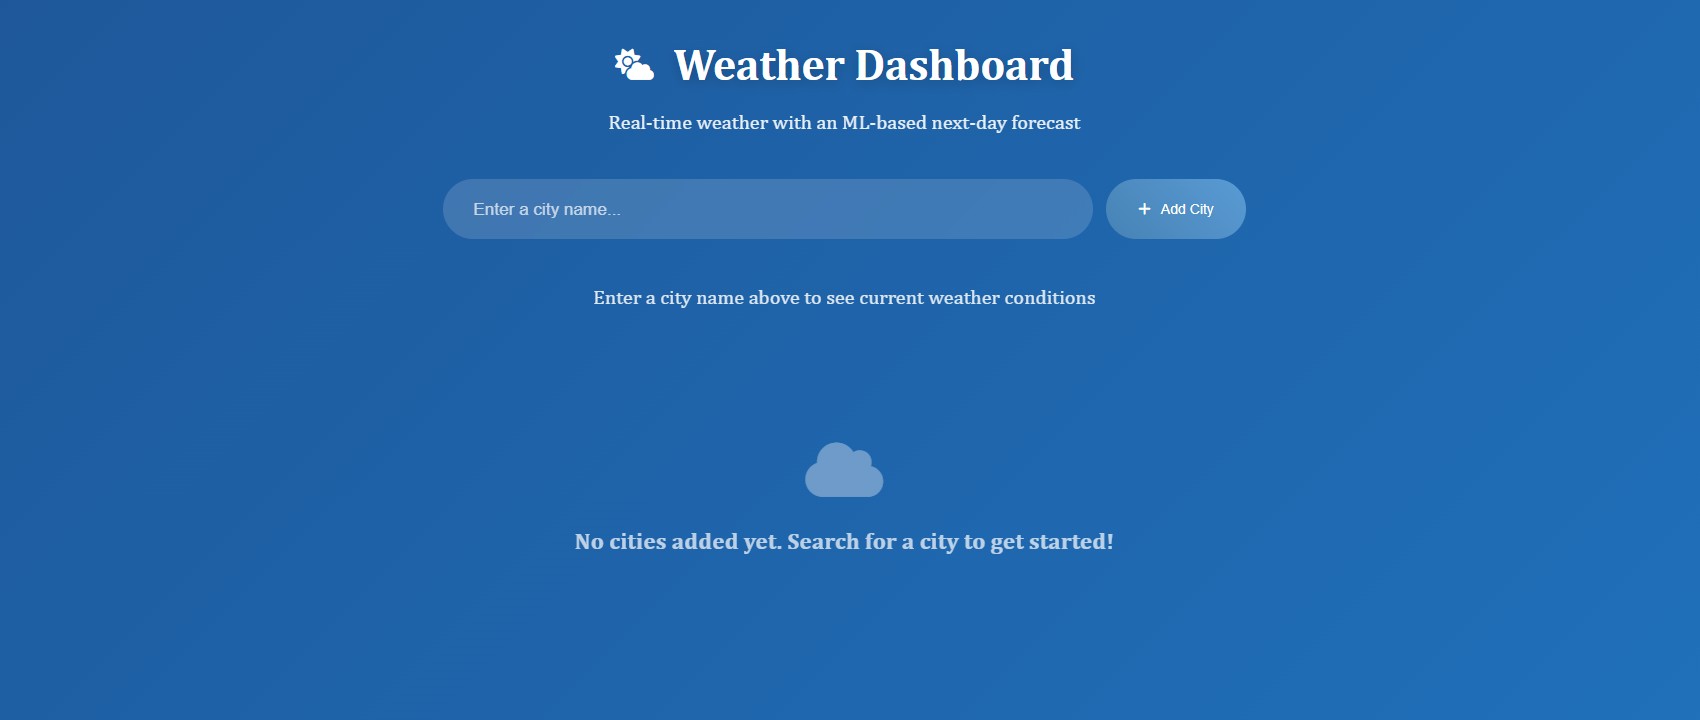 Weather Dashboard
Real-time weather with an ML-based next-day forecast
Enter a city name...
+ Add City
Enter a city name above to see current weather conditions
No cities added yet. Search for a city to get started!